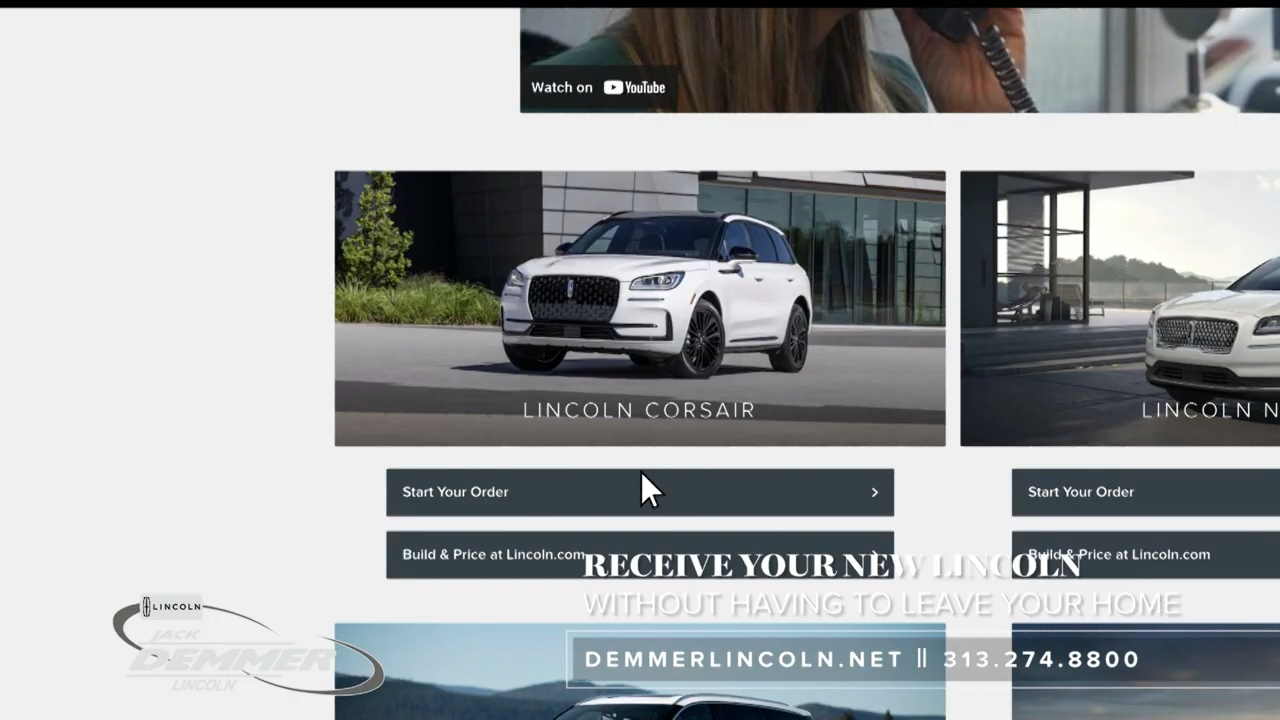 Watch on YouTube
LINCOLN CORSAIR
LINCOLN N
Start Your Order
Start Your Order
Build & Price at Lincoln.com
Build & Price at Lincoln.com
RECEIVE YOUR NEW LINCOLN
WITHOUT HAVING TO LEAVE YOUR HOME
DEMMERLINCOLN.NET || 313.274.8800
LINCOLN
JACK
DEMMER
LINCOLN